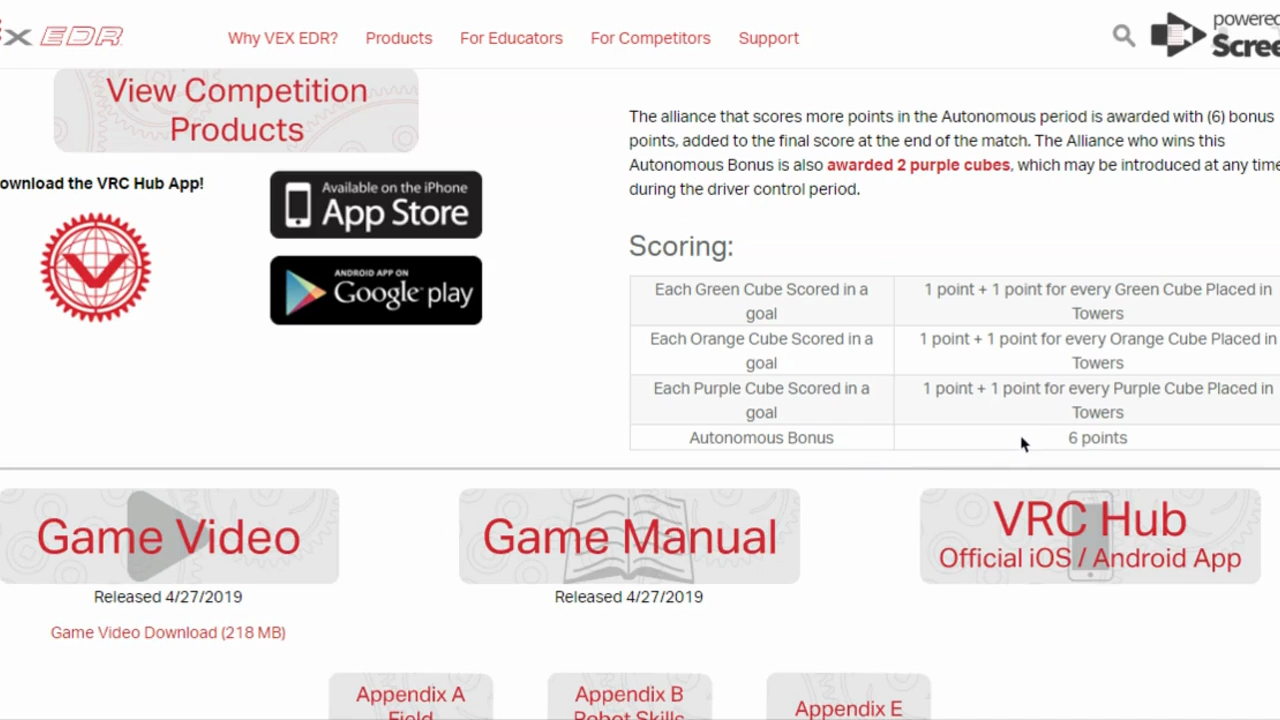 EDR
Why VEX EDR? Products For Educators For Competitors Support
powered
Scree
View Competition
Products
ownload the VRC Hub App!
Available on the iPhone
App Store
ANDROID APP ON
Google play
The alliance that scores more points in the Autonomous period is awarded with (6) bonus
points, added to the final score at the end of the match. The Alliance who wins this
Autonomous Bonus is also awarded 2 purple cubes, which may be introduced at any time
during the driver control period.
Scoring:
Each Green Cube Scored in a
goal
1 point + 1 point for every Green Cube Placed in
Towers
Each Orange Cube Scored in a
goal
1 point + 1 point for every Orange Cube Placed in
Towers
Each Purple Cube Scored in a
goal
1 point + 1 point for every Purple Cube Placed in
Towers
Autonomous Bonus
6 points
Game Video
Released 4/27/2019
Game Video Download (218 MB)
Game Manual
Released 4/27/2019
VRC Hub
Official iOS / Android App
Appendix A
Field
Appendix B
Robot Skills
Appendix E